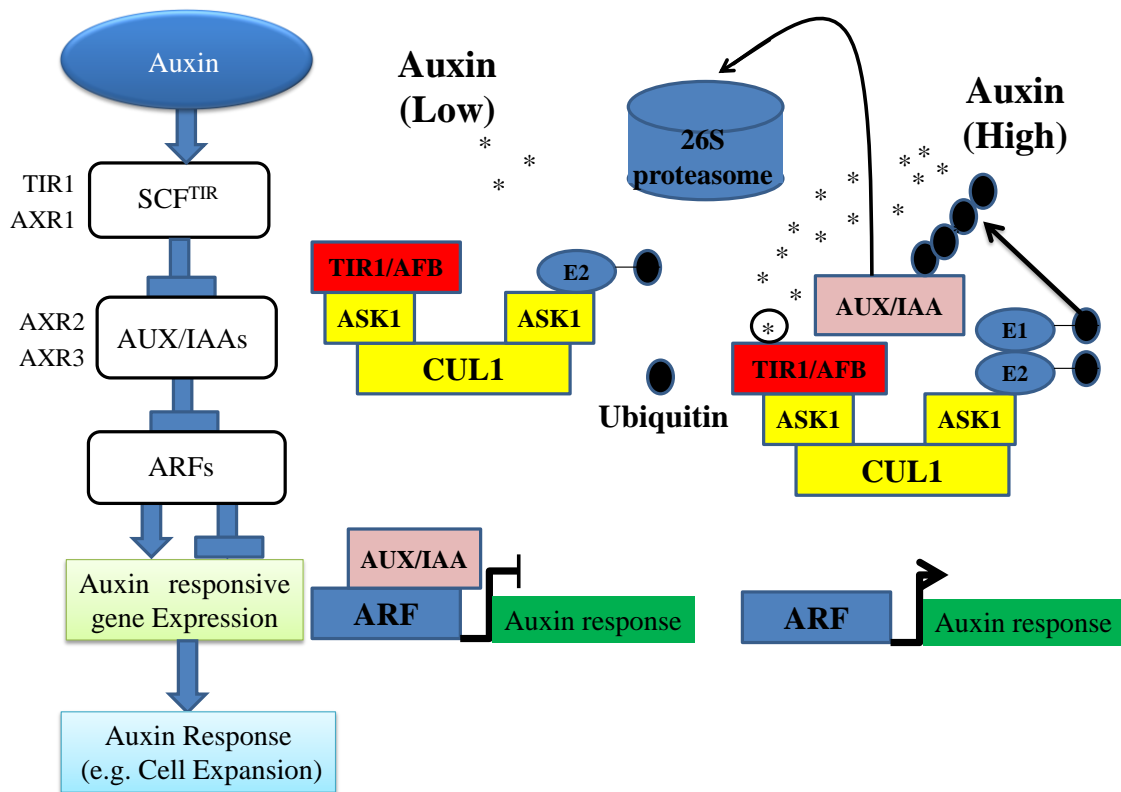 Auxin
TIR1
AXR1
SCF^TIR
AXR2
AXR3
AUX/IAAs
ARFs
Auxin responsive
gene Expression
Auxin Response
(e.g. Cell Expansion)
Auxin
(Low)
*
*
*
TIR1/AFB
ASK1
E2
ASK1
CUL1
Ubiquitin
AUX/IAA
ARF
Auxin response
26S
proteasome
Auxin
(High)
* * *
* * *
* * *
* *
* *
* *
AUX/IAA
*
TIR1/AFB
E1
E2
ASK1
ASK1
CUL1
ARF
Auxin response